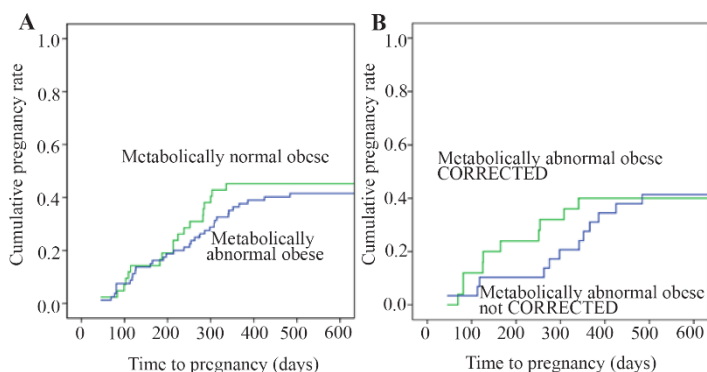 A
Cumulative pregnancy rate
1.0
0.8
0.6
0.4
0.2
0.0
Metabolically normal obese
Metabolically
abnormal obese
0 100 200 300 400 500 600
Time to pregnancy (days)
B
Cumulative pregnancy rate
1.0
0.8
0.6
0.4
0.2
0.0
Metabolically abnormal obese
CORRECTED
Metabolically abnormal obese
not CORRECTED
0 100 200 300 400 500 600
Time to pregnancy (days)